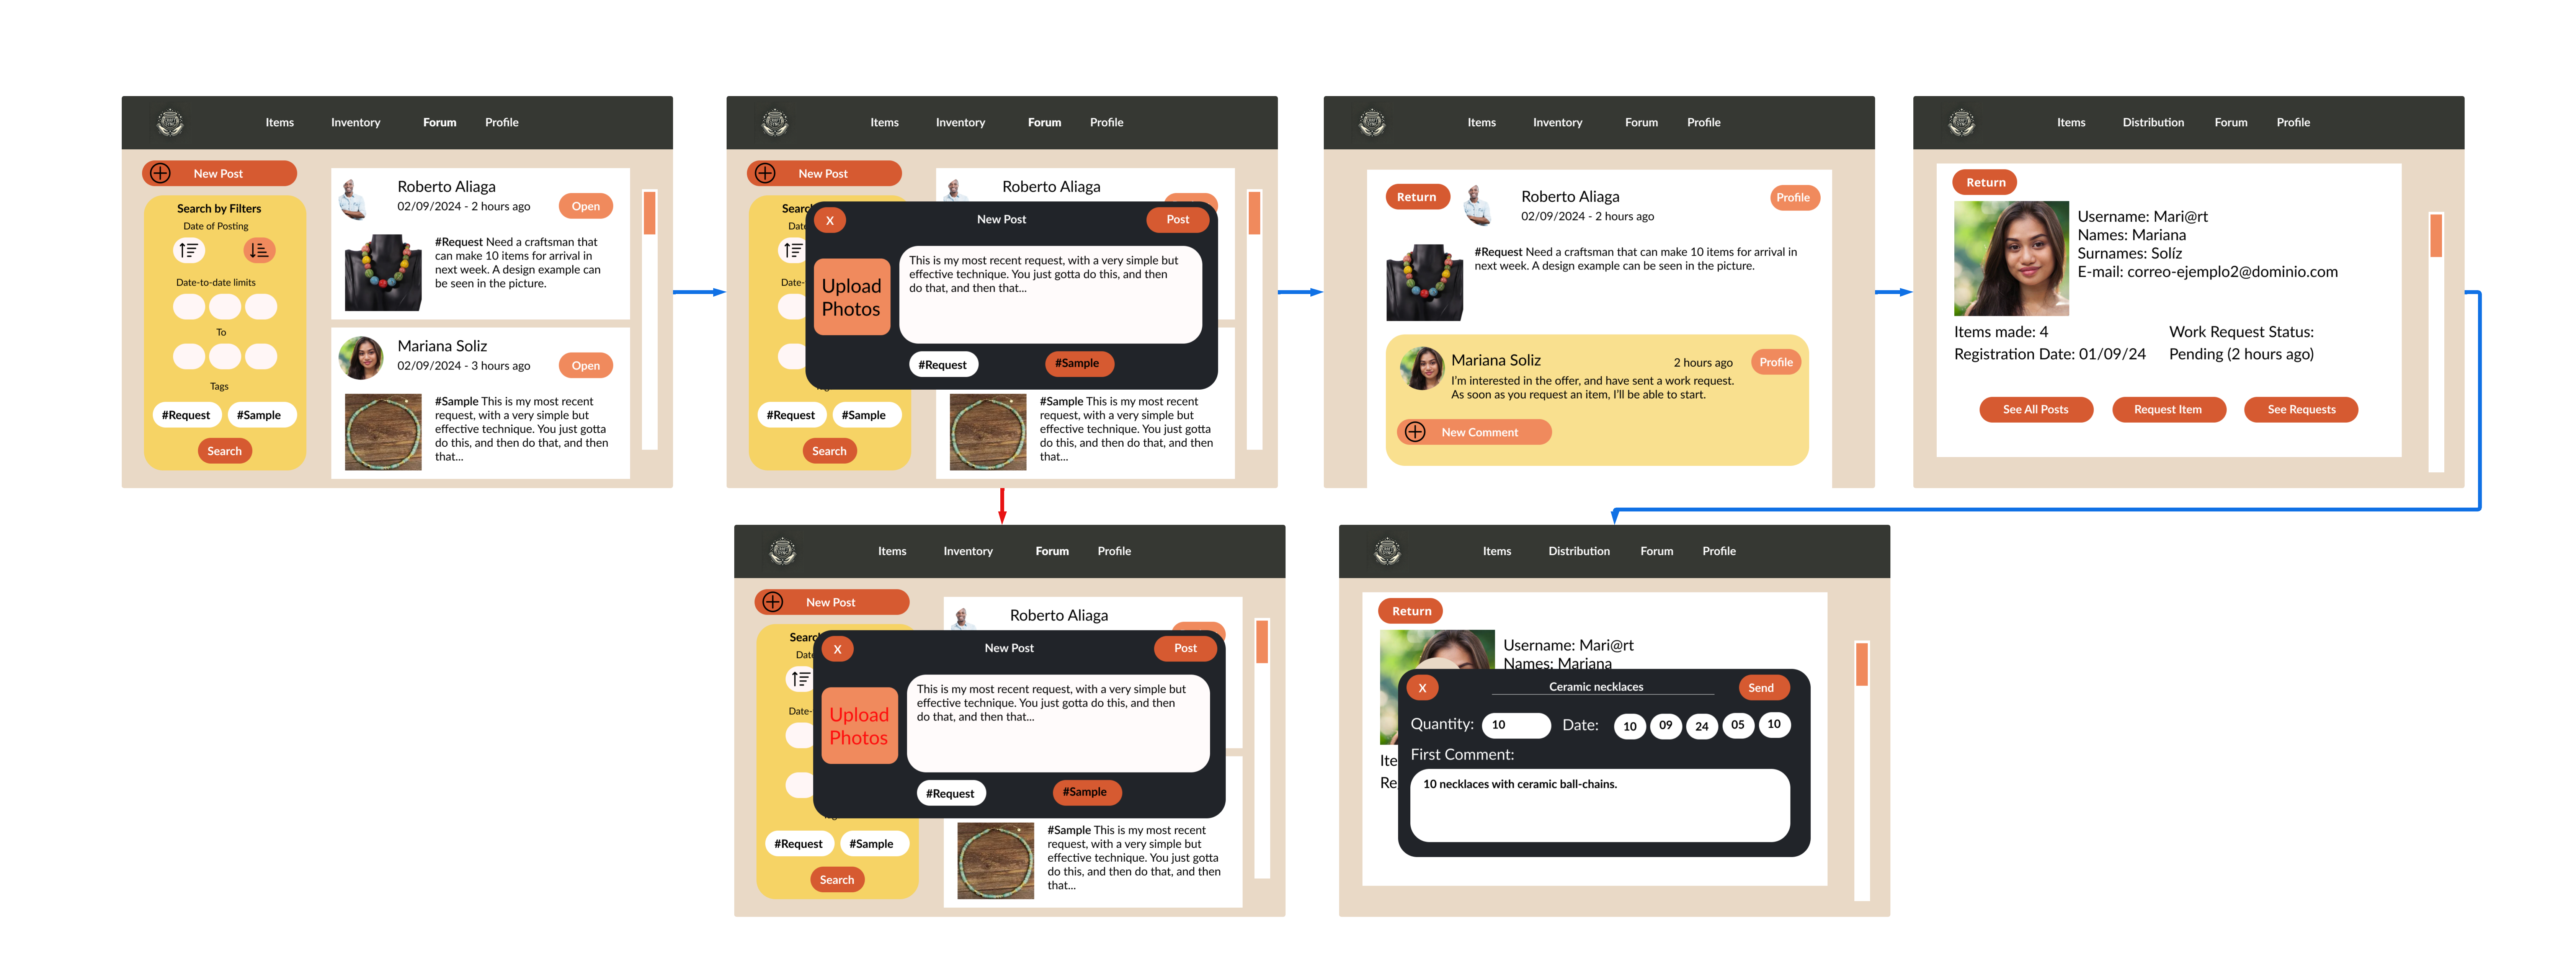 Items Inventory Forum Profile
New Post
Search by Filters
Date of Posting
Date-to-date limits
To
Tags
#Request #Sample
Search
Roberto Aliaga
02/09/2024 - 2 hours ago
Open
#Request Need a craftsman that
can make 10 items for arrival in
next week. A design example can
be seen in the picture.
Mariana Soliz
02/09/2024 - 3 hours ago
Open
#Sample This is my most recent
request, with a very simple but
effective technique. You just gotta
do this, and then do that, and then
that...
Items Inventory Forum Profile
New Post
Roberto Aliaga
X
New Post
Post
Upload
Photos
This is my most recent request, with a very simple but
effective technique. You just gotta do this, and then
do that, and then that...
#Request
#Sample
#Request #Sample
Search
#Sample This is my most recent
request, with a very simple but
effective technique. You just gotta
do this, and then do that, and then
that...
Items Inventory Forum Profile
Return
Roberto Aliaga
02/09/2024 - 2 hours ago
Profile
#Request Need a craftsman that can make 10 items for arrival in
next week. A design example can be seen in the picture.
Mariana Soliz
2 hours ago
Profile
I'm interested in the offer, and have sent a work request.
As soon as you request an item, I'll be able to start.
New Comment
Items Distribution Forum Profile
Return
Username: Mari@rt
Names: Mariana
Surnames: Solíz
E-mail: correo-ejemplo2@dominio.com
Items made: 4
Registration Date: 01/09/24
Work Request Status:
Pending (2 hours ago)
See All Posts
Request Item
See Requests
Items Inventory Forum Profile
New Post
Roberto Aliaga
X
New Post
Post
Upload
Photos
This is my most recent request, with a very simple but
effective technique. You just gotta do this, and then
do that, and then that...
#Request
#Sample
#Request #Sample
Search
#Sample This is my most recent
request, with a very simple but
effective technique. You just gotta
do this, and then do that, and then
that...
Items Distribution Forum Profile
Return
Username: Mari@rt
Names: Mariana
X
Ceramic necklaces
Send
Quantity: 10 Date: 10 09 24 05 10
First Comment:
10 necklaces with ceramic ball-chains.